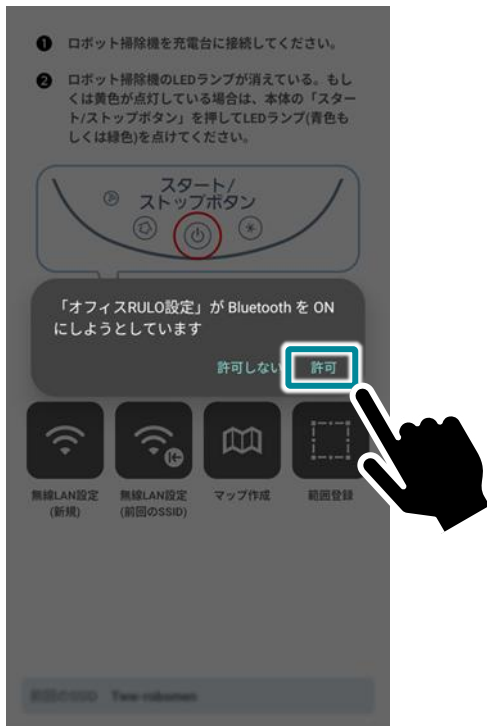 ❶ ロボット掃除機を充電台に接続してください。
❷ ロボット掃除機のLEDランプが消えている。もし
くは黄色が点灯している場合は、本体の「スター
ト/ストップボタン」を押してLEDランプ(青色も
しくは緑色)を点けてください。
スタート/
ストップボタン
「オフィスRULO設定」が Bluetooth を ON
にしようとしています
許可しない 許可
無線LAN設定
(新規)
無線LAN設定
(前回のSSID)
マップ作成
範囲登録
前回のSSID